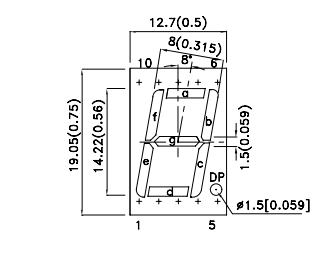 12.7(0.5)
8(0.315)
10
8°
6
a
f
b
g
e
c
d
DP
19.05(0.75)
14.22(0.56)
1.5(0.059)
ø1.5[0.059]
1
5